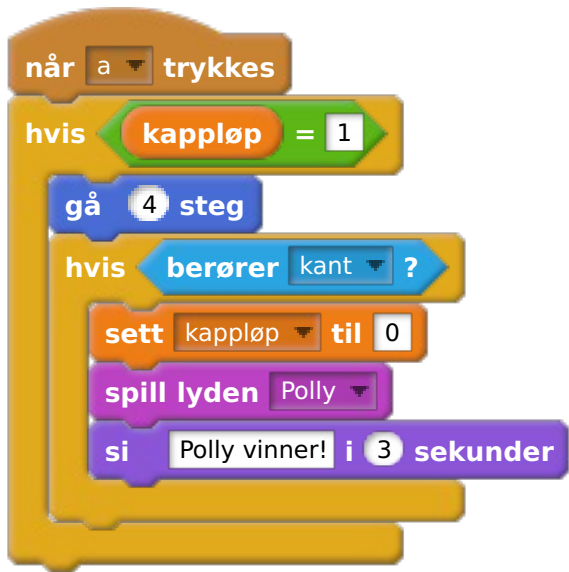 når a trykkes
hvis kappløp = 1
gå 4 steg
hvis berører kant ?
sett kappløp til 0
spill lyden Polly
si Polly vinner! i 3 sekunder